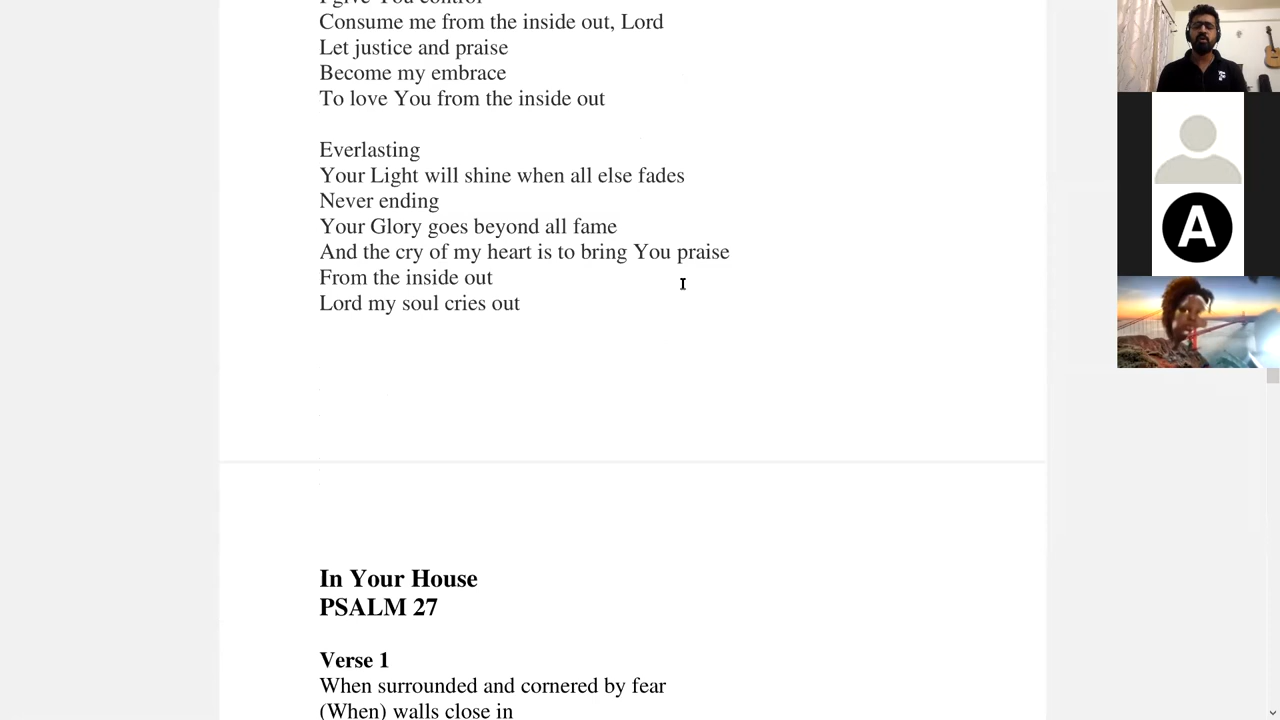 I give You control
Consume me from the inside out, Lord
Let justice and praise
Become my embrace
To love You from the inside out
Everlasting
Your Light will shine when all else fades
Never ending
Your Glory goes beyond all fame
And the cry of my heart is to bring You praise
From the inside out
Lord my soul cries out
In Your House
PSALM 27
Verse 1
When surrounded and cornered by fear
(When) walls close in
A